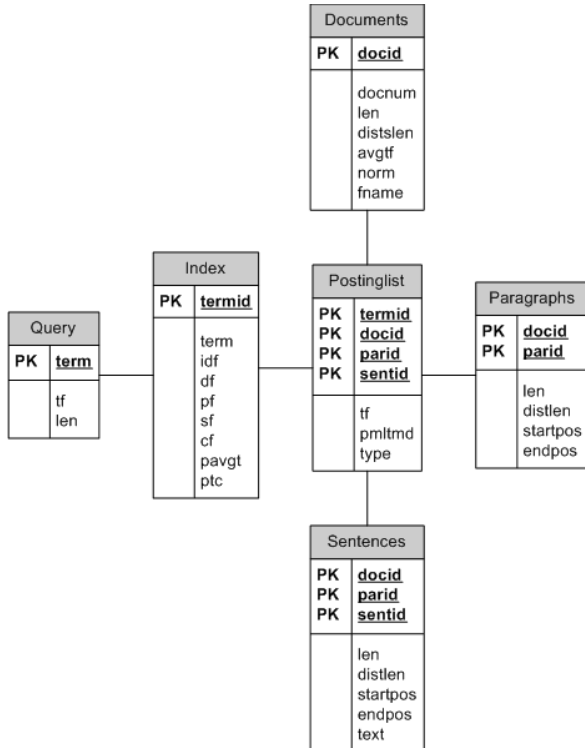 Documents
PK docid
docnum
len
distslen
avgtf
norm
fname
Index
PK termid
term
idf
df
pf
sf
cf
pavgt
ptc
Postinglist
PK termid
PK docid
PK parid
PK sentid
tf
pmltmd
type
Paragraphs
PK docid
PK parid
len
distlen
startpos
endpos
Query
PK term
tf
len
Sentences
PK docid
PK parid
PK sentid
len
distlen
startpos
endpos
text